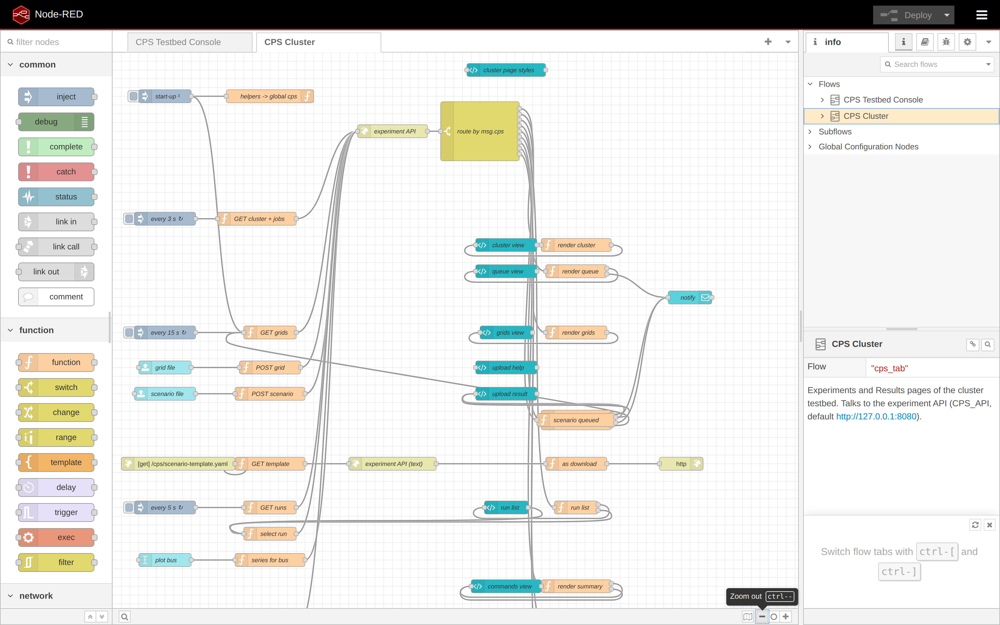 Node-RED
Deploy
filter nodes
CPS Testbed Console
CPS Cluster
info
common
inject
debug
complete
catch
status
link in
link call
link out
comment
function
function
switch
change
range
template
delay
trigger
exec
filter
network
cluster page styles
start-up ¹
helpers -> global cps
experiment API
route by msg.cps
every 3 s ↻
GET cluster + jobs
cluster view
render cluster
queue view
render queue
notify
every 15 s ↻
GET grids
grids view
render grids
grid file
POST grid
upload help
scenario file
POST scenario
upload result
scenario queued
[get] /cps/scenario-template.yaml
GET template
experiment API (text)
as download
http
every 5 s ↻
GET runs
run list
run list
select run
plot bus
series for bus
commands view
render summary
Zoom out ctrl--
Search flows
Flows
CPS Testbed Console
CPS Cluster
Subflows
Global Configuration Nodes
CPS Cluster
Flow
"cps_tab"
Experiments and Results pages of the cluster
testbed. Talks to the experiment API (CPS_API,
default http://127.0.0.1:8080).
Switch flow tabs with ctrl-[ and
ctrl-]